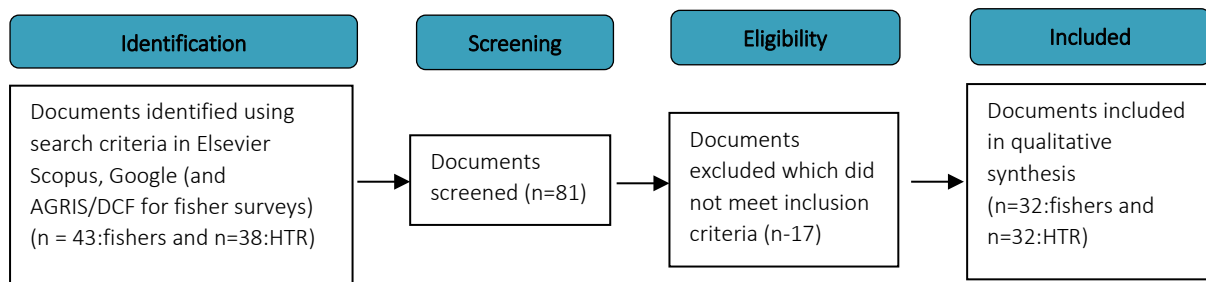 Identification
Screening
Eligibility
Included
Documents identified using
search criteria in Elsevier
Scopus, Google (and
AGRIS/DCF for fisher surveys)
(n = 43:fishers and n=38:HTR)
Documents
screened (n=81)
Documents
excluded which did
not meet inclusion
criteria (n-17)
Documents included
in qualitative
synthesis
(n=32:fishers and
n=32:HTR)